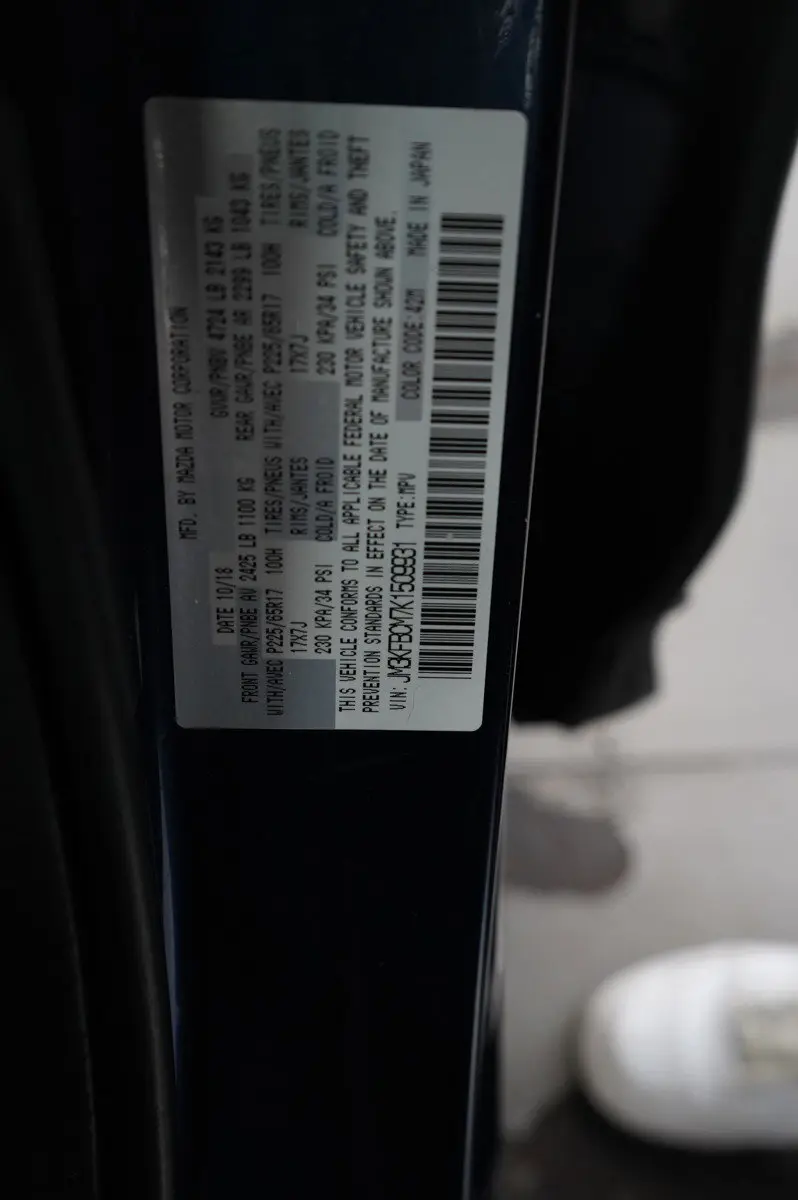 MFD. BY MAZDA MOTOR CORPORATION
DATE 10/18 GVWR/PNBV 4724 LB 2143 KG
FRONT GAWR/PNBE AV 2425 LB 1100 KG REAR GAWR/PNBE AR 2299 LB 1043 KG
WITH/AVEC P225/65R17 100H TIRES/PNEUS WITH/AVEC P225/65R17 100H TIRES/PNEUS
17X7J RIMS/JANTES 17X7J RIMS/JANTES
230 KPA/34 PSI COLD/A FROID 230 KPA/34 PSI COLD/A FROID
THIS VEHICLE CONFORMS TO ALL APPLICABLE FEDERAL MOTOR VEHICLE SAFETY AND THEFT
PREVENTION STANDARDS IN EFFECT ON THE DATE OF MANUFACTURE SHOWN ABOVE.
VIN: JM3KFBCM7K1509931 TYPE:MPV COLOR CODE:42M MADE IN JAPAN